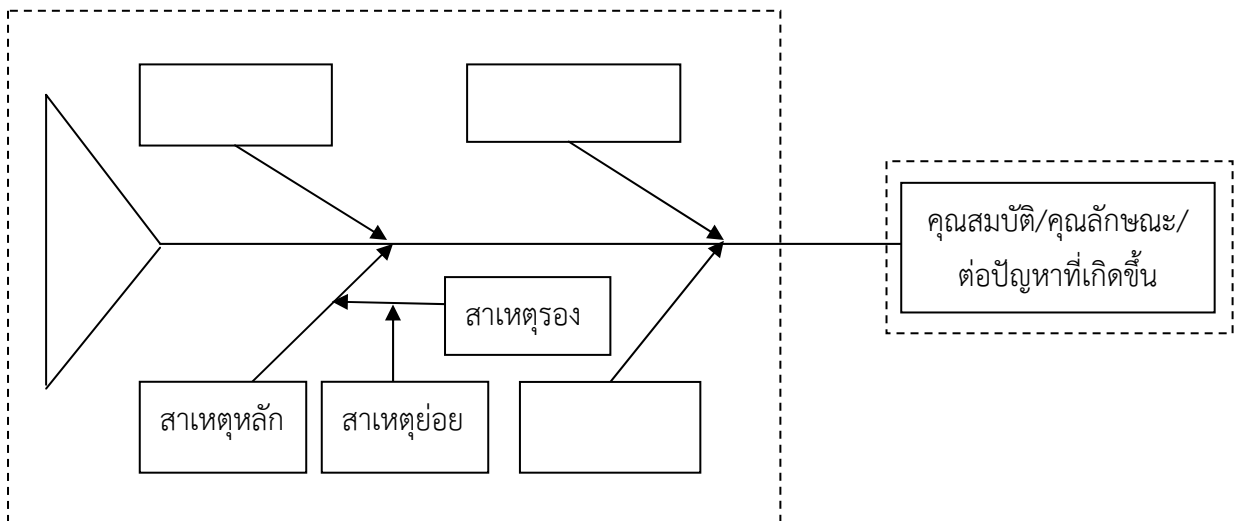 คุณสมบัติ/คุณลักษณะ/
ต่อปัญหาที่เกิดขึ้น
สาเหตุรอง
สาเหตุหลัก
สาเหตุย่อย